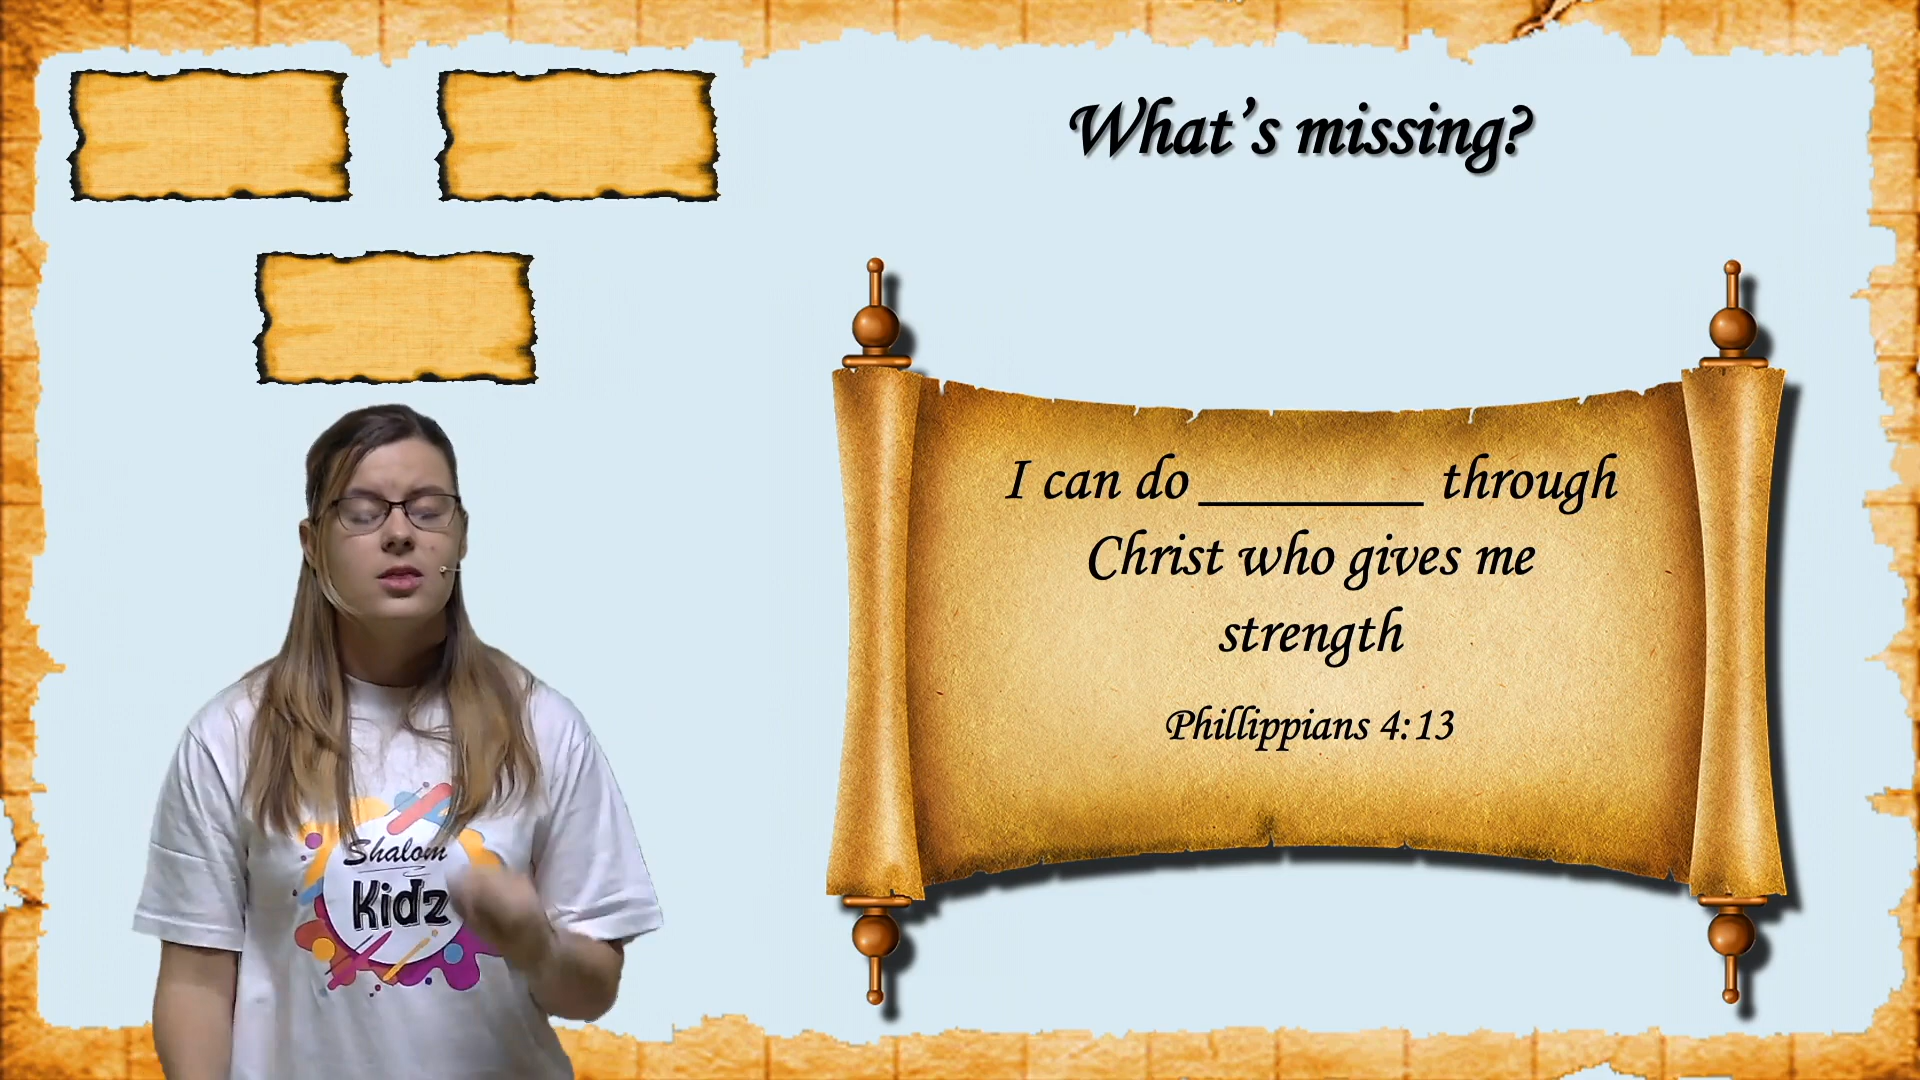 What's missing?
I can do ________ through
Christ who gives me
strength
Phillippians 4:13
Shalom
Kidz